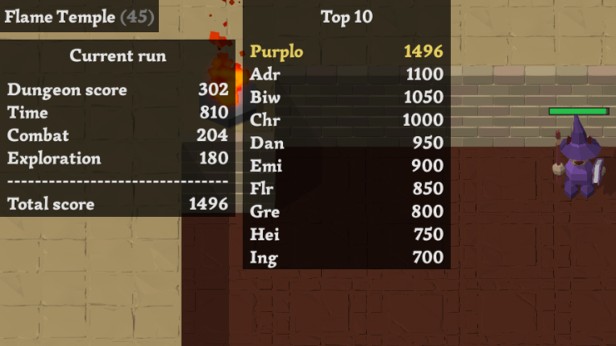 Flame Temple (45)
Current run
Dungeon score 302
Time 810
Combat 204
Exploration 180
--------------------------------
Total score 1496
Top 10
Purplo 1496
Adr 1100
Biw 1050
Chr 1000
Dan 950
Emi 900
Flr 850
Gre 800
Hei 750
Ing 700